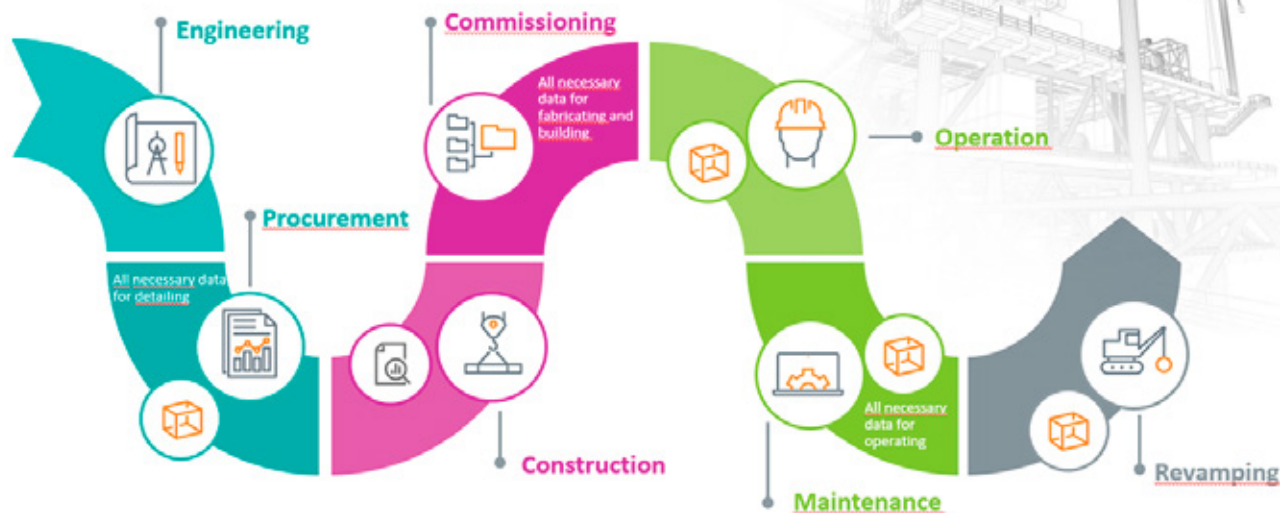 Engineering
Procurement
All necessary data
for detailing
Construction
Commissioning
All necessary
data for
fabricating and
building
Operation
Maintenance
All necessary
data for
operating
Revamping